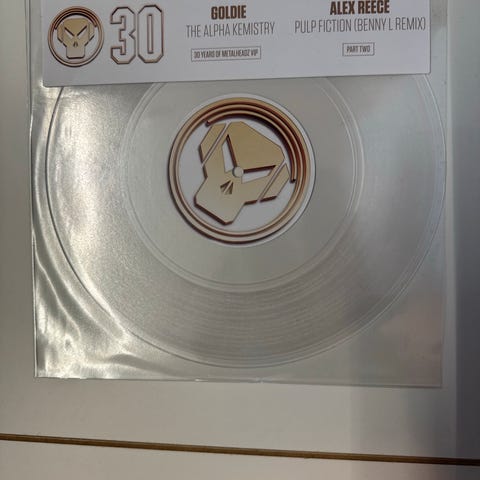 30
GOLDIE
THE ALPHA KEMISTRY
30 YEARS OF METALHEADZ VIP
ALEX REECE
PULP FICTION (BENNY L REMIX)
PART TWO